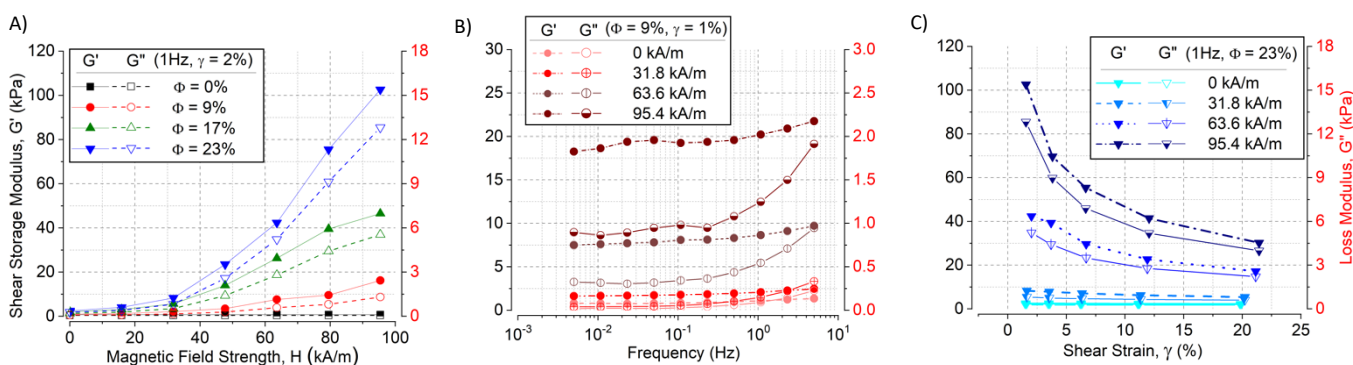 A)
Shear Storage Modulus, G' (kPa)
120
100
80
60
40
20
0
G' G'' (1Hz, γ = 2%)
Φ = 0%
Φ = 9%
Φ = 17%
Φ = 23%
18
15
12
9
6
3
0
0 20 40 60 80 100
Magnetic Field Strength, H (kA/m)
B)
30
25
20
15
10
5
0
G' G'' (Φ = 9%, γ = 1%)
0 kA/m
31.8 kA/m
63.6 kA/m
95.4 kA/m
3.0
2.5
2.0
1.5
1.0
0.5
0.0
10⁻³ 10⁻² 10⁻¹ 10⁰ 10¹
Frequency (Hz)
C)
120
100
80
60
40
20
0
G' G'' (1Hz, Φ = 23%)
0 kA/m
31.8 kA/m
63.6 kA/m
95.4 kA/m
18
15
12
9
6
3
0
Loss Modulus, G'' (kPa)
0 5 10 15 20 25
Shear Strain, γ (%)